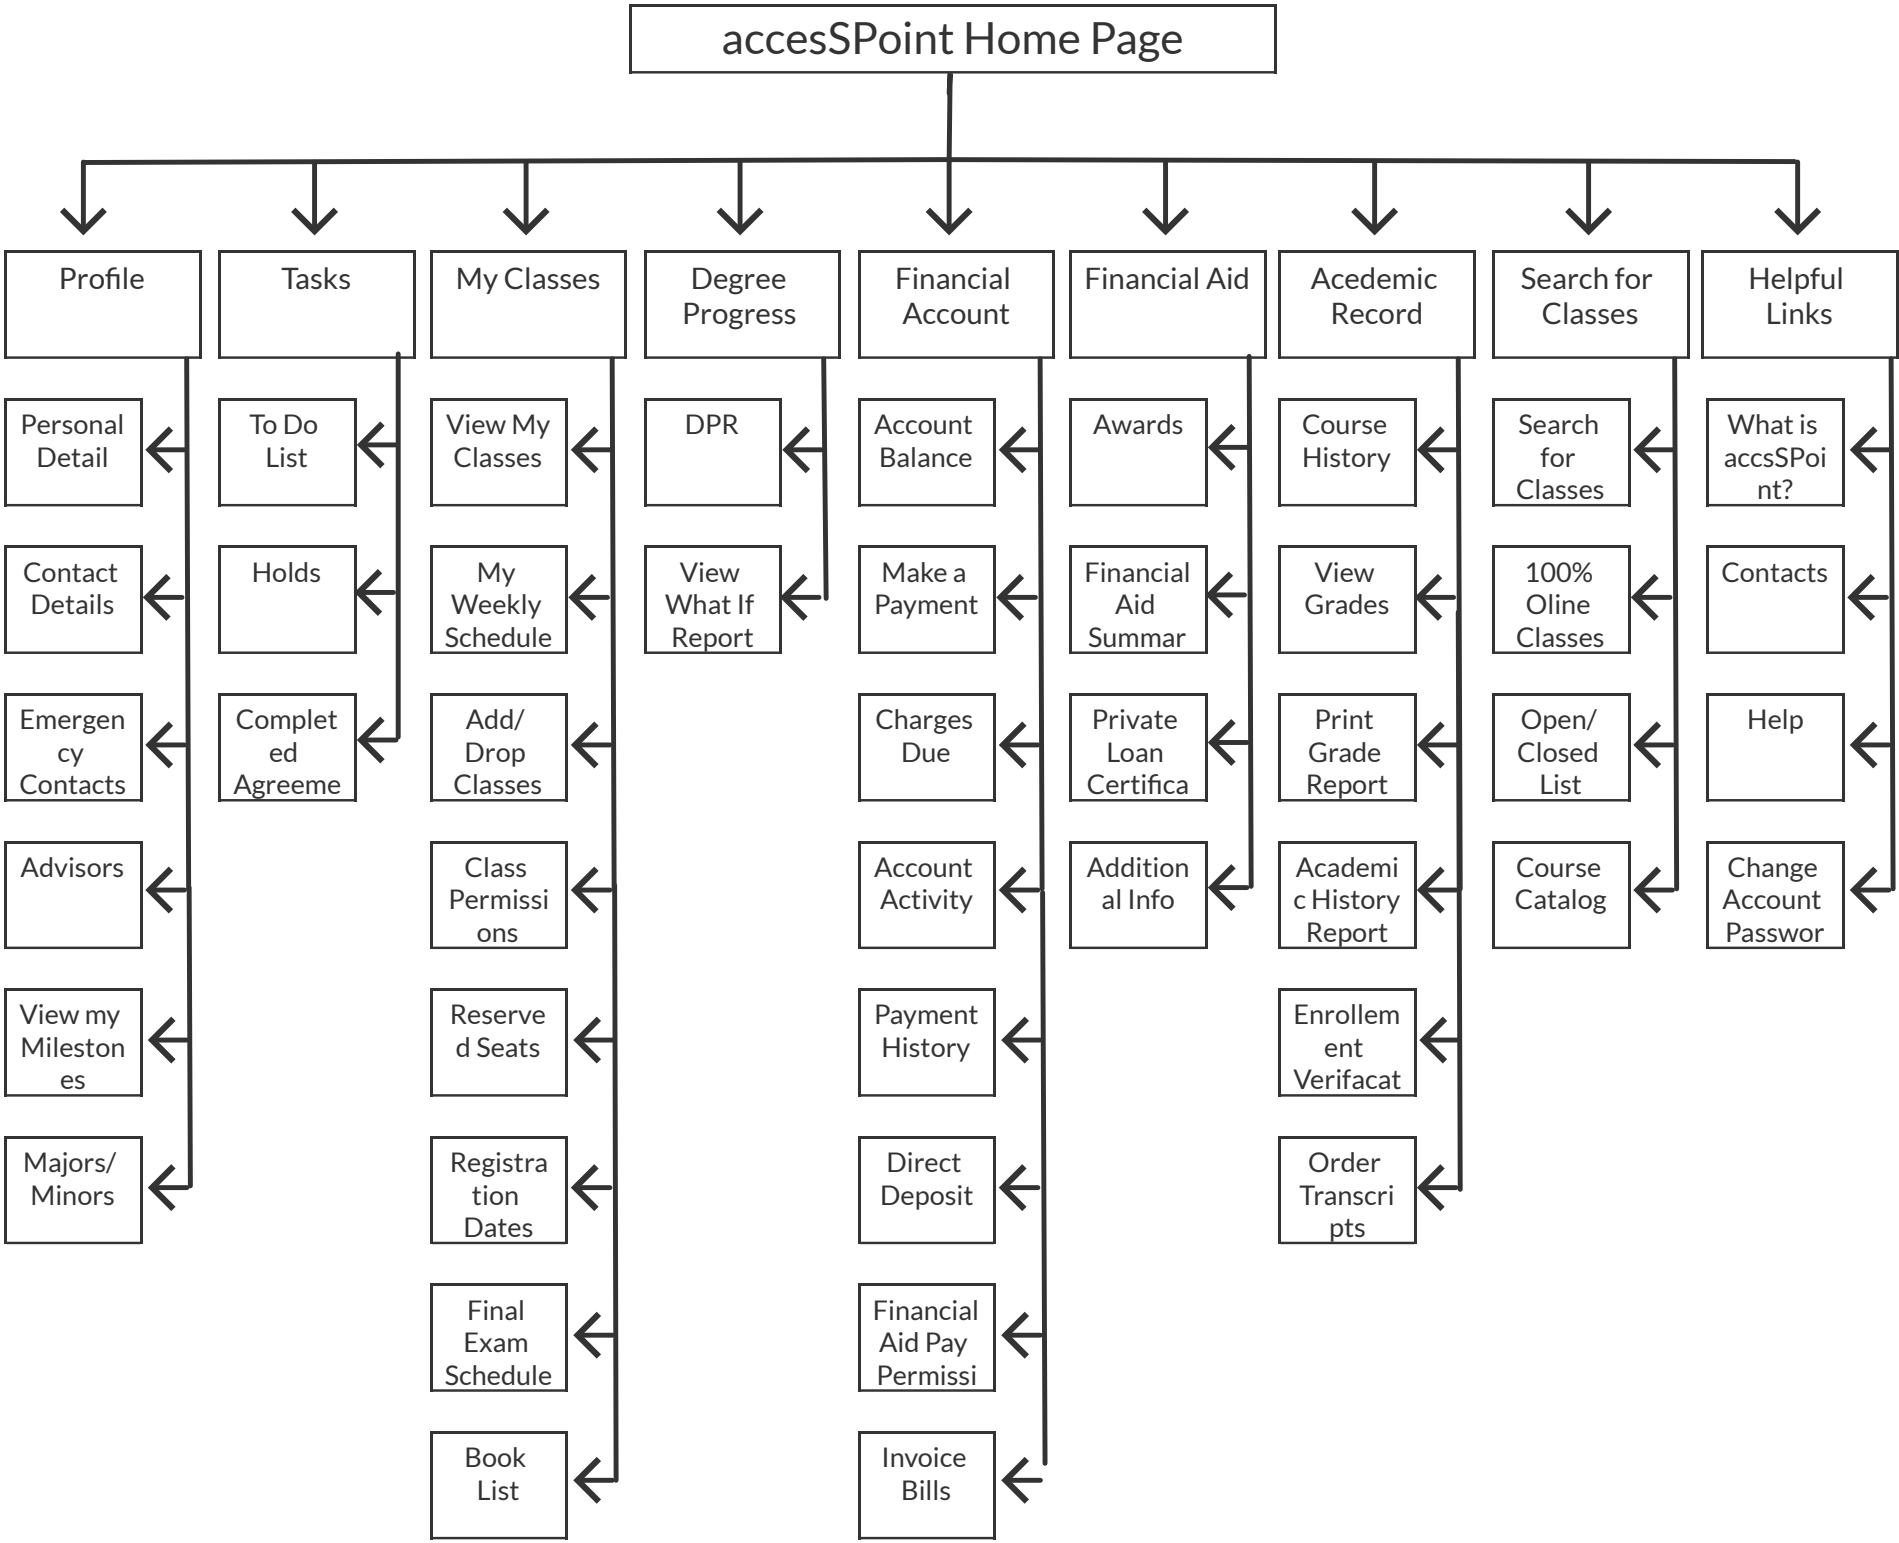 accesSPoint Home Page
Profile
Tasks
My Classes
Degree
Progress
Financial
Account
Financial Aid
Acedemic
Record
Search for
Classes
Helpful
Links
Personal
Detail
To Do
List
View My
Classes
DPR
Account
Balance
Awards
Course
History
Search
for
Classes
What is
accsSPoi
nt?
Contact
Details
Holds
My
Weekly
Schedule
View
What If
Report
Make a
Payment
Financial
Aid
Summar
View
Grades
100%
Oline
Classes
Contacts
Emergen
cy
Contacts
Complet
ed
Agreeme
Add/
Drop
Classes
Charges
Due
Private
Loan
Certifica
Print
Grade
Report
Open/
Closed
List
Help
Advisors
Class
Permissi
ons
Account
Activity
Addition
al Info
Academi
c History
Report
Course
Catalog
Change
Account
Passwor
View my
Mileston
es
Reserve
d Seats
Payment
History
Enrollem
ent
Verifacat
Majors/
Minors
Registra
tion
Dates
Direct
Deposit
Order
Transcri
pts
Final
Exam
Schedule
Financial
Aid Pay
Permissi
Book
List
Invoice
Bills